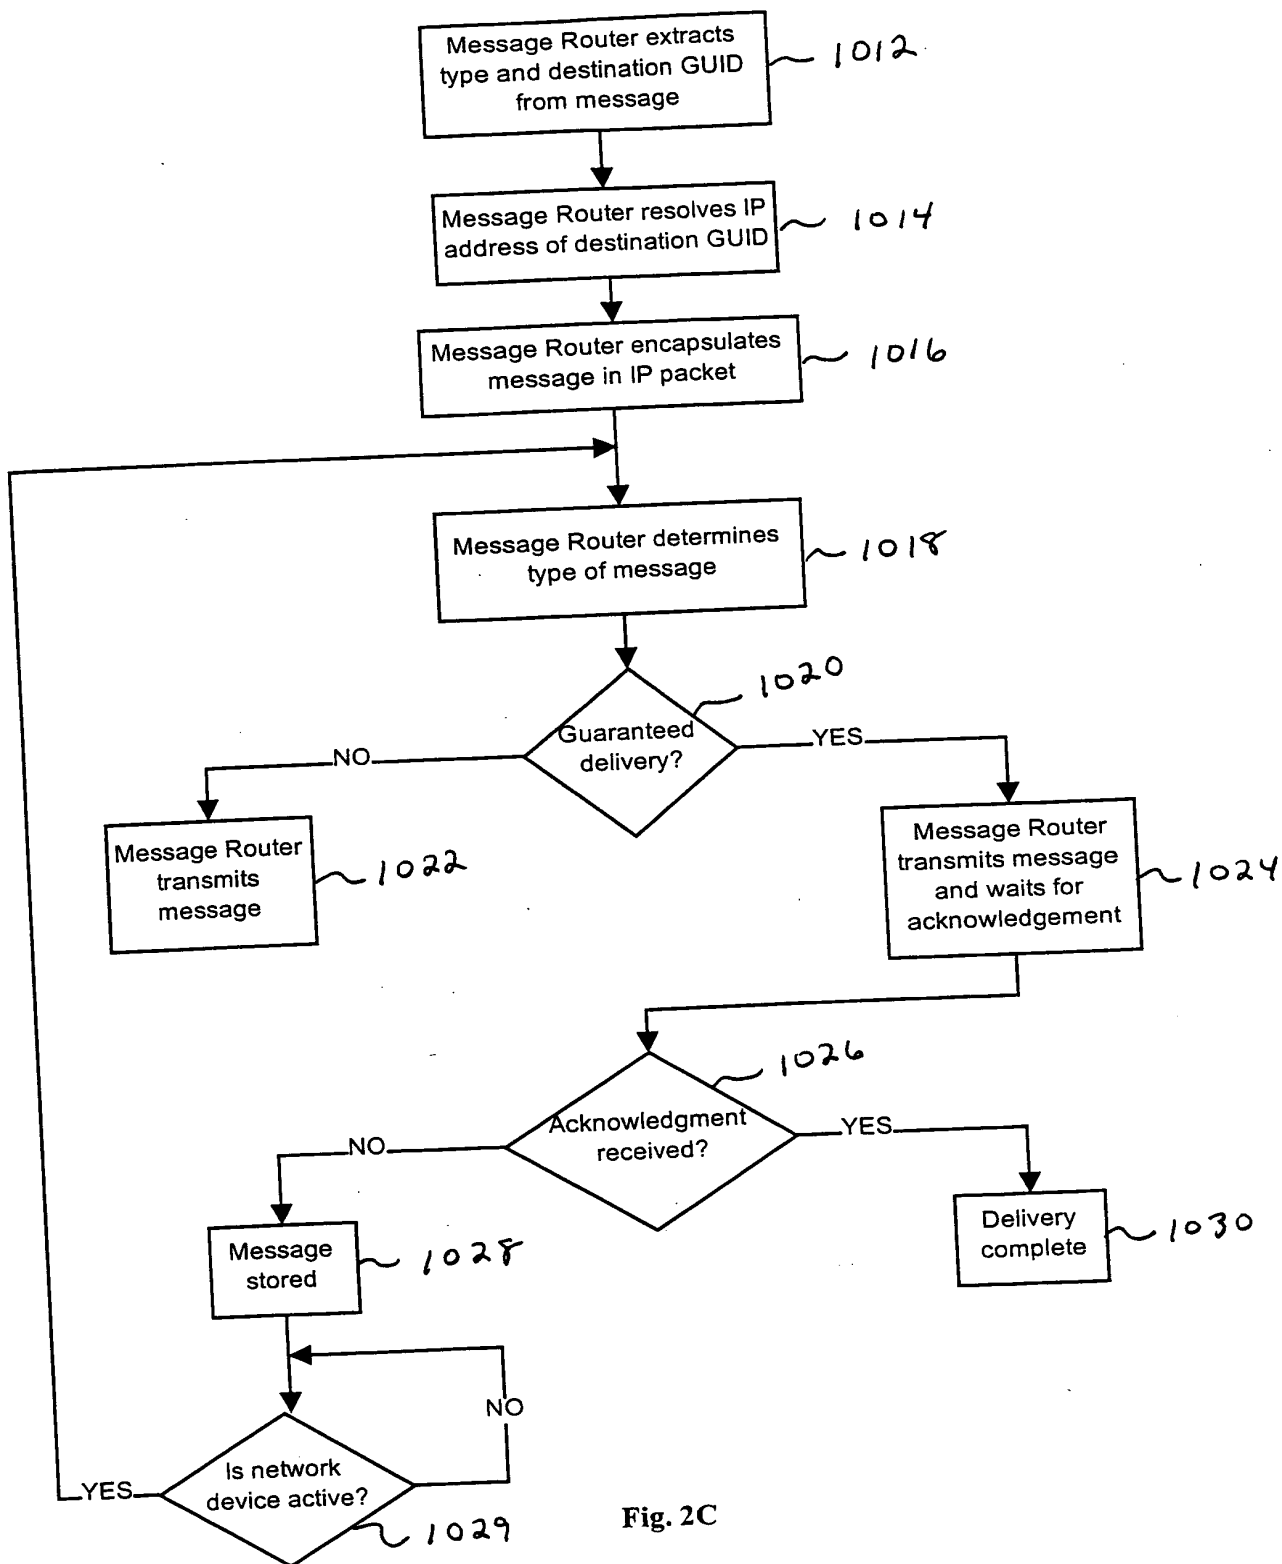 Message Router extracts
type and destination GUID
from message
1012
Message Router resolves IP
address of destination GUID
1014
Message Router encapsulates
message in IP packet
1016
Message Router determines
type of message
1018
Guaranteed
delivery?
1020
NO
YES
Message Router
transmits
message
1022
Message Router
transmits message
and waits for
acknowledgement
1024
Acknowledgment
received?
1026
NO
YES
Message
stored
1028
Delivery
complete
1030
NO
Is network
device active?
1029
YES
Fig. 2C